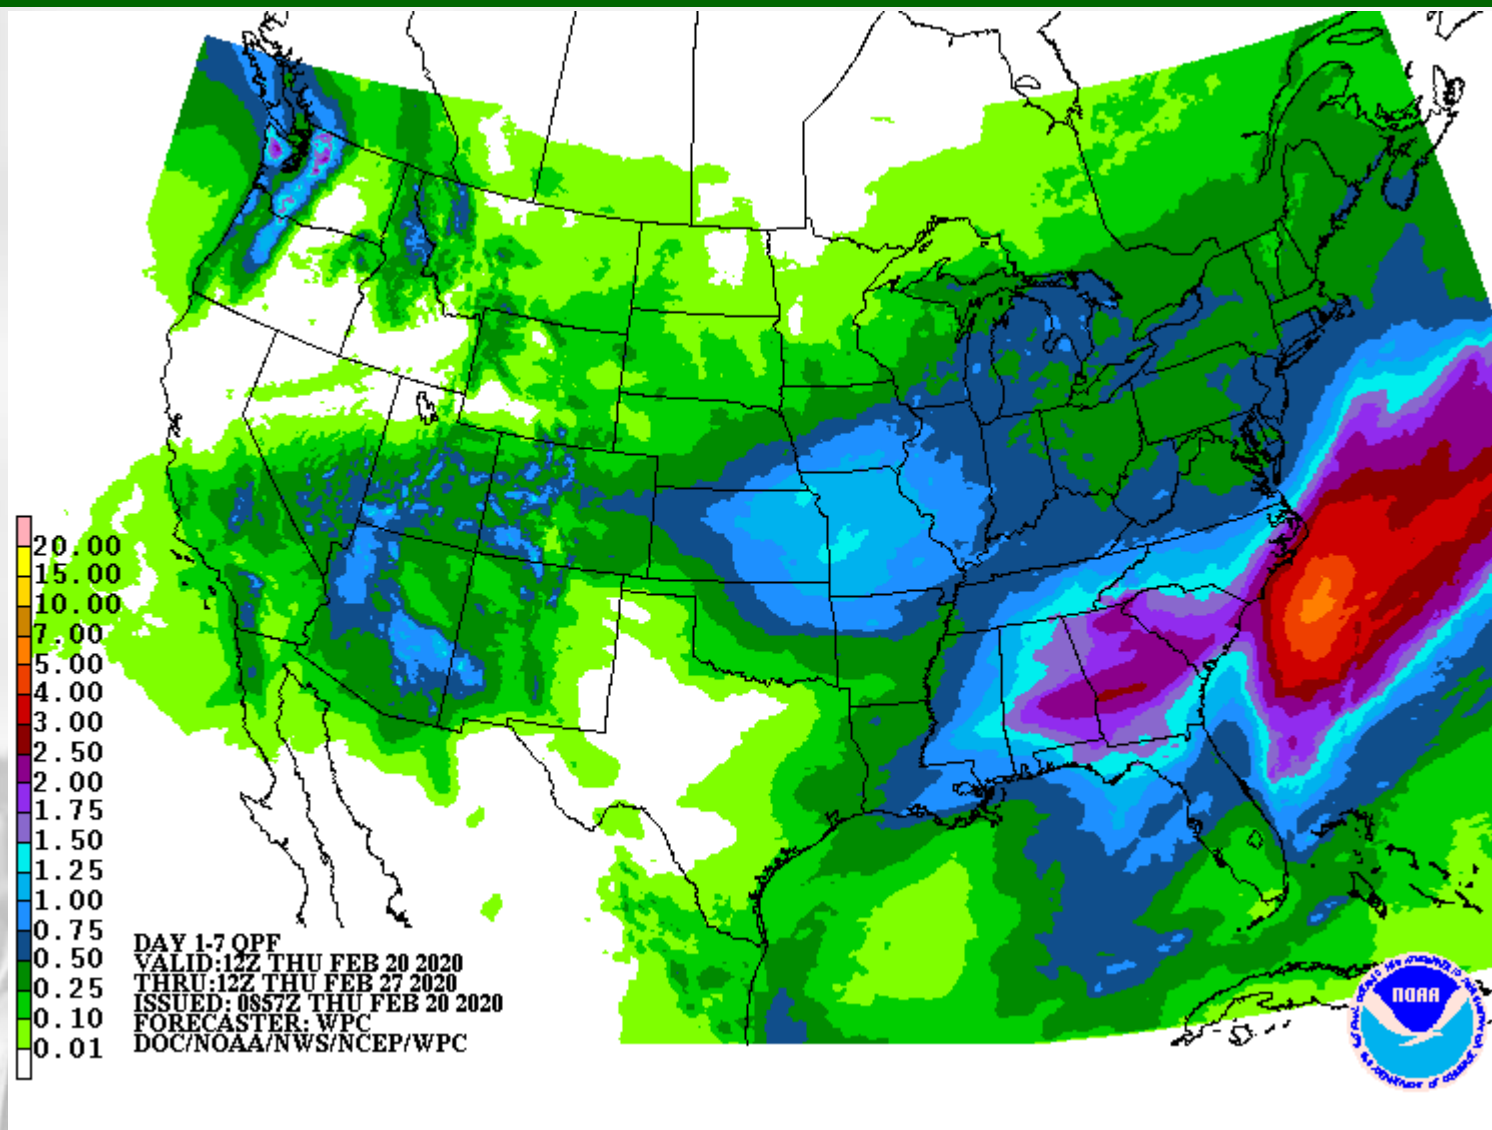 20.00
15.00
10.00
7.00
5.00
4.00
3.00
2.50
2.00
1.75
1.50
1.25
1.00
0.75
0.50
0.25
0.10
0.01
DAY 1-7 QPF
VALID:12Z THU FEB 20 2020
THRU:12Z THU FEB 27 2020
ISSUED: 0857Z THU FEB 20 2020
FORECASTER: WPC
DOC/NOAA/NWS/NCEP/WPC
NOAA